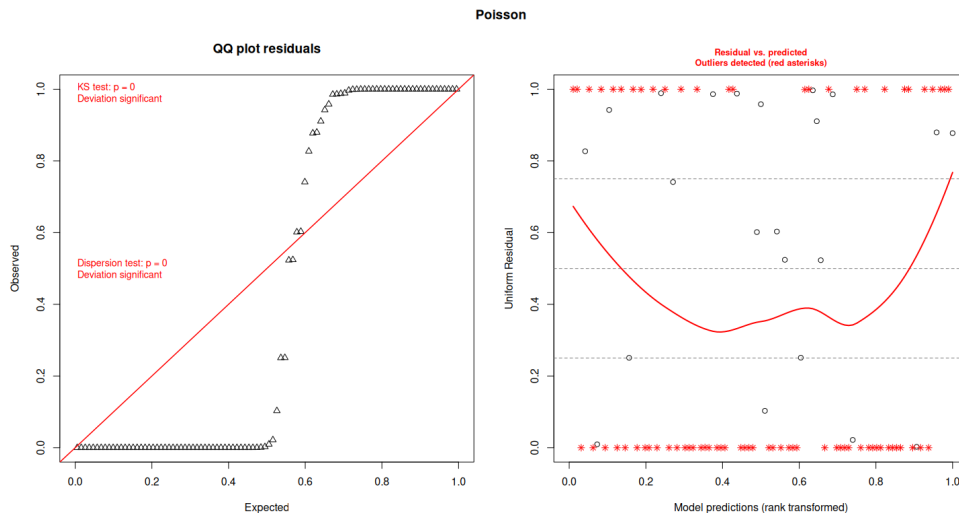 Poisson
QQ plot residuals
KS test: p = 0
Deviation significant
Dispersion test: p = 0
Deviation significant
Observed
1.0
0.8
0.6
0.4
0.2
0.0
0.0 0.2 0.4 0.6 0.8 1.0
Expected
Residual vs. predicted
Outliers detected (red asterisks)
Uniform Residual
1.0
0.8
0.6
0.4
0.2
0.0
0.0 0.2 0.4 0.6 0.8 1.0
Model predictions (rank transformed)